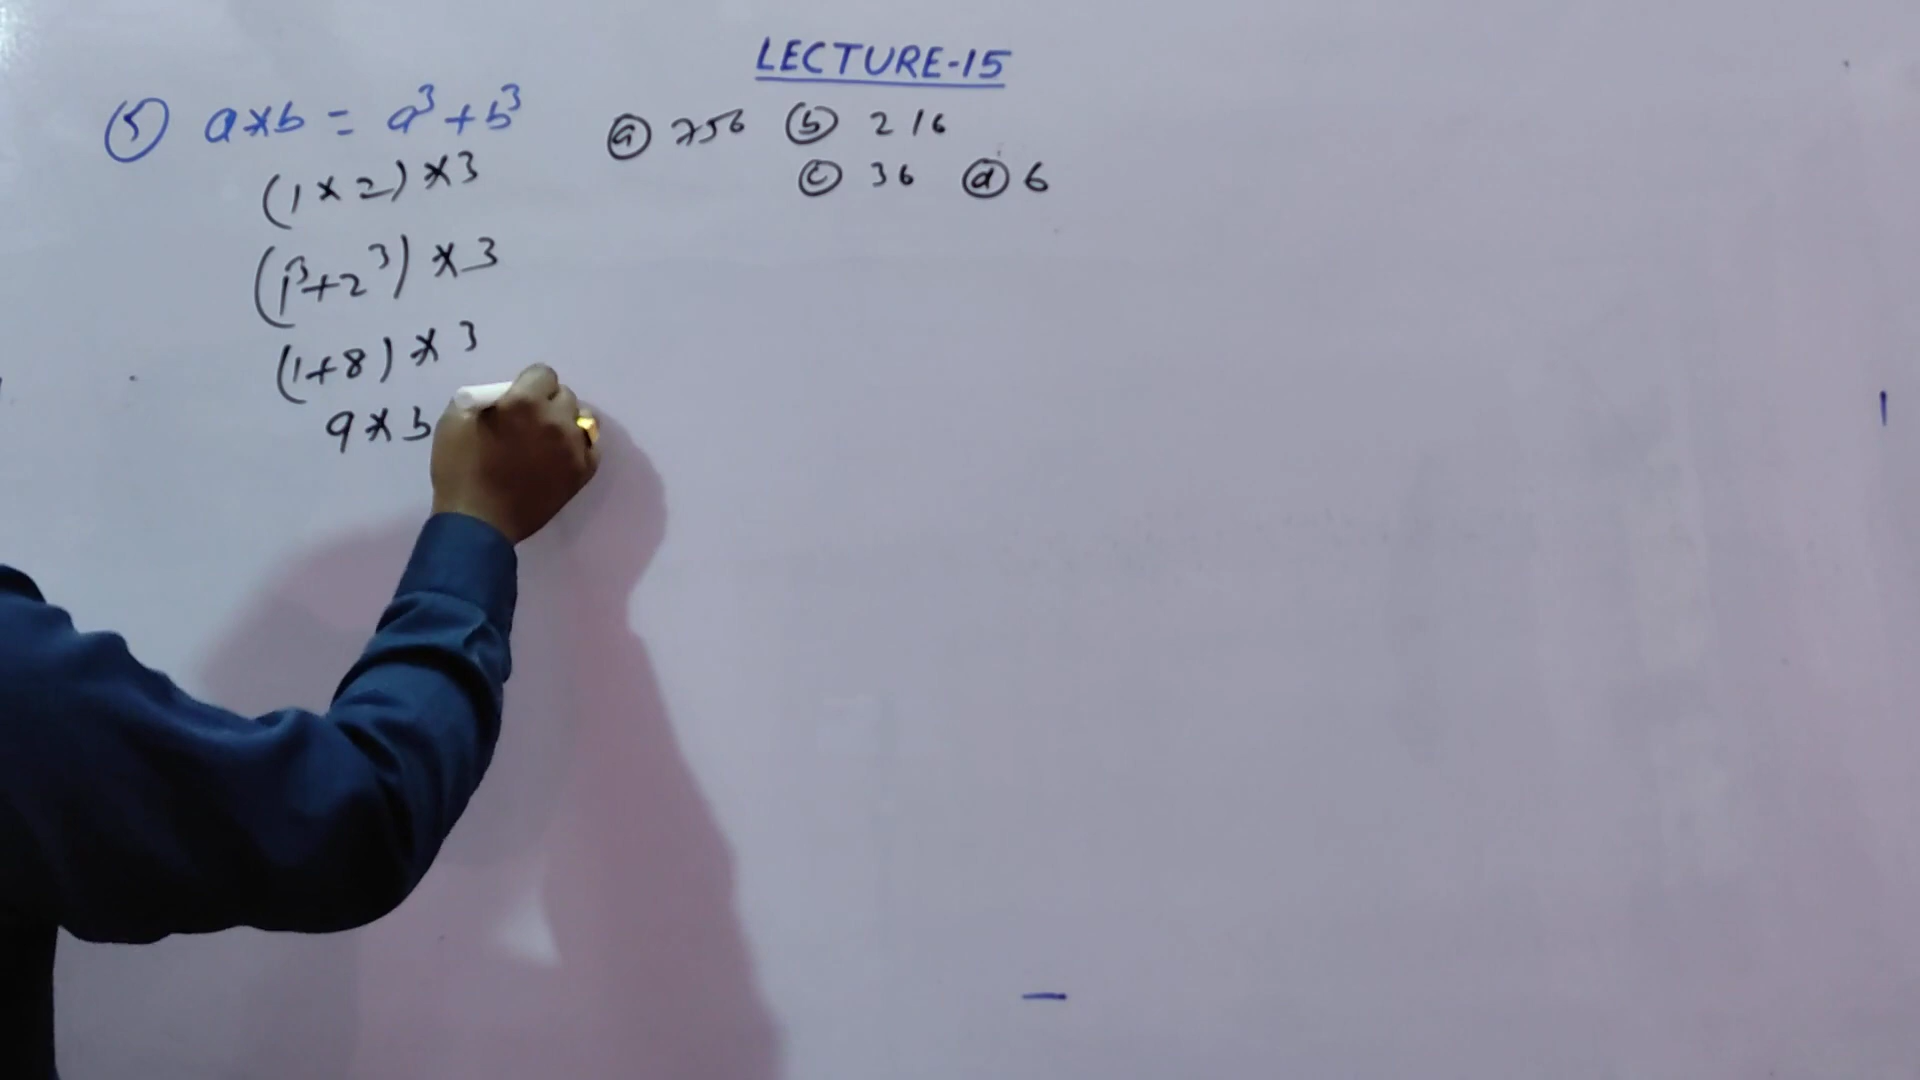 LECTURE-15
(5) a*b = a³+b³
(a) 756 (b) 216
(c) 36 (d) 6
(1*2)*3
(1³+2³)*3
(1+8)*3
9*3